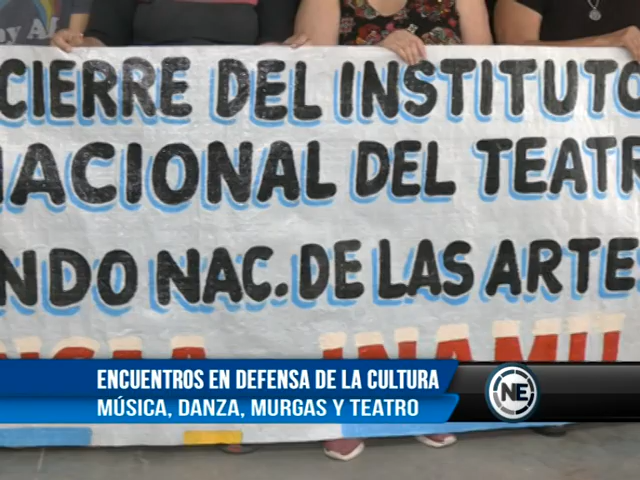 CIERRE DEL INSTITUTO
NACIONAL DEL TEATR
NDO NAC. DE LAS ARTE
INAMU
ENCUENTROS EN DEFENSA DE LA CULTURA
MÚSICA, DANZA, MURGAS Y TEATRO
NE